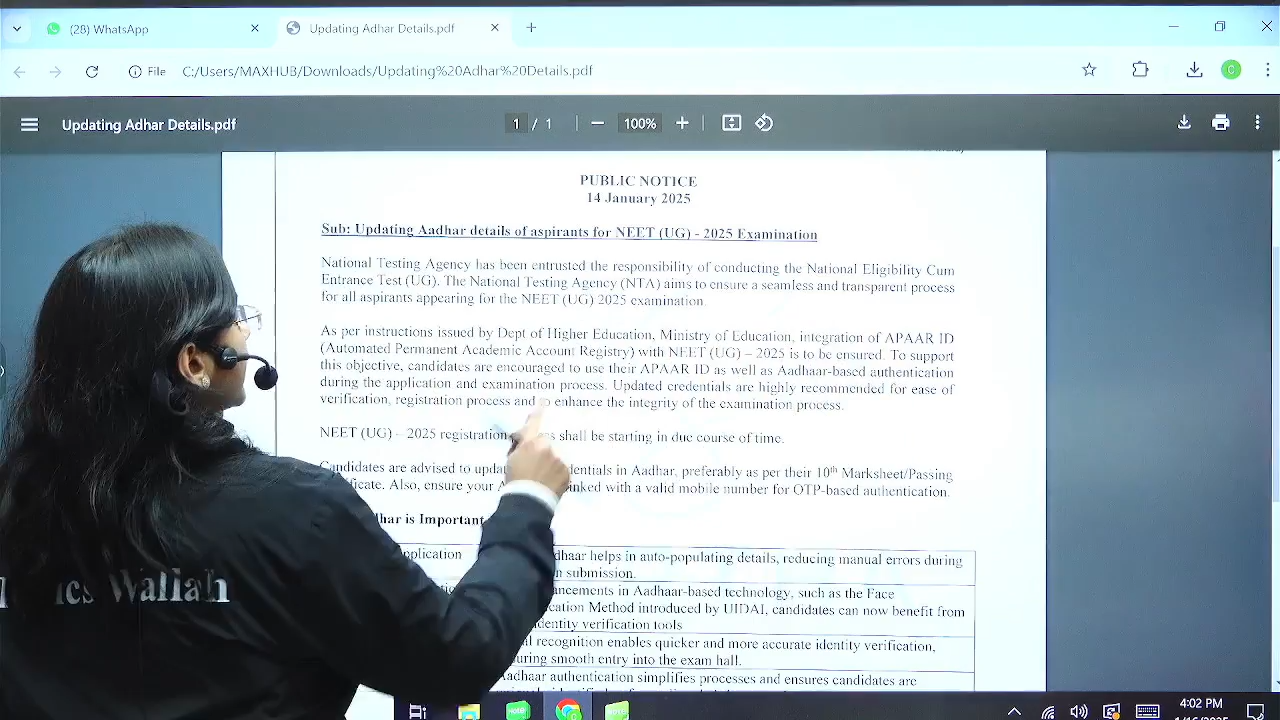 (28) WhatsApp
Updating Adhar Details.pdf
File C:/Users/MAXHUB/Downloads/Updating%20Adhar%20Details.pdf
C
Updating Adhar Details.pdf
1 / 1
100%
PUBLIC NOTICE
14 January 2025
Sub: Updating Aadhar details of aspirants for NEET (UG) - 2025 Examination
National Testing Agency has been entrusted the responsibility of conducting the National Eligibility Cum
Entrance Test (UG). The National Testing Agency (NTA) aims to ensure a seamless and transparent process
for all aspirants appearing for the NEET (UG) 2025 examination.
As per instructions issued by Dept of Higher Education, Ministry of Education, integration of APAAR ID
(Automated Permanent Academic Account Registry) with NEET (UG) – 2025 is to be ensured. To support
this objective, candidates are encouraged to use their APAAR ID as well as Aadhaar-based authentication
during the application and examination process. Updated credentials are highly recommended for ease of
verification, registration process and to enhance the integrity of the examination process.
NEET (UG) – 2025 registration shall be starting in due course of time.
Candidates are advised to in Aadhar, preferably as per their 10th Marksheet/Passing
Also, ensure your with a valid mobile number for OTP-based authentication.
is Important
helps in auto-populating details, reducing manual errors during
submission.
in Aadhaar-based technology, such as the Face
Method introduced by UIDAI, candidates can now benefit from
identity verification tools
recognition enables quicker and more accurate identity verification,
smooth entry into the exam hall.
authentication simplifies processes and ensures candidates are
Wallah
4:02 PM